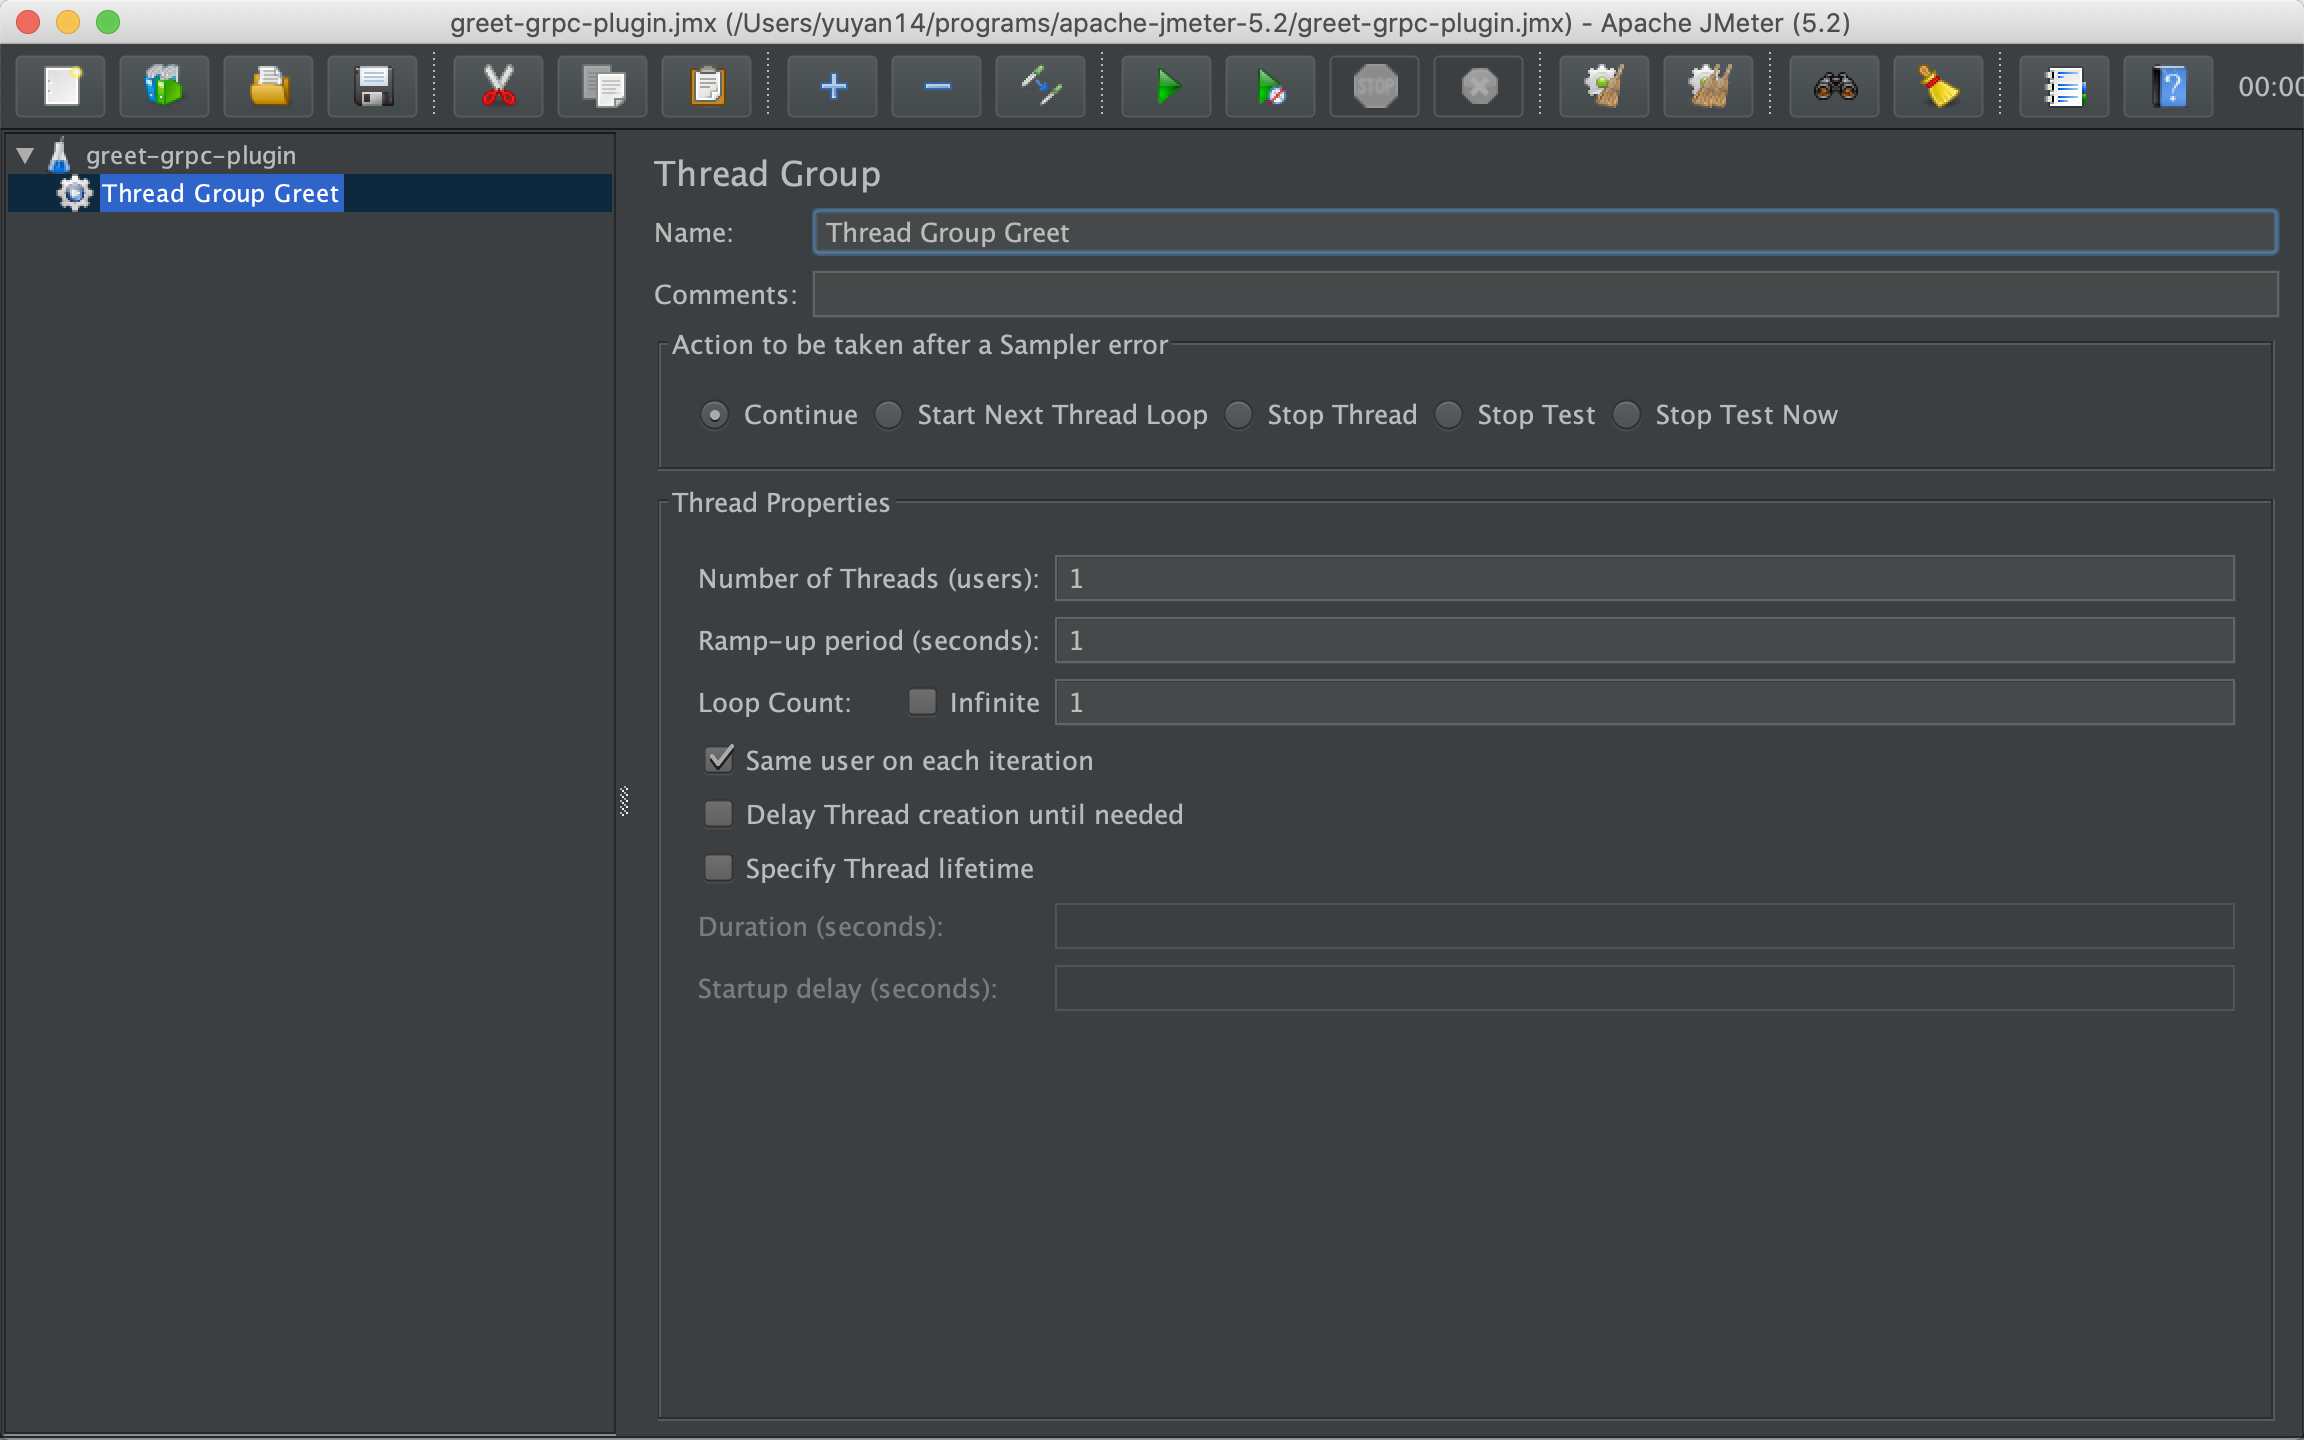 greet-grpc-plugin.jmx (/Users/yuyan14/programs/apache-jmeter-5.2/greet-grpc-plugin.jmx) - Apache JMeter (5.2)
STOP
?
00:00
greet-grpc-plugin
Thread Group Greet
Thread Group
Name: Thread Group Greet
Comments:
Action to be taken after a Sampler error
Continue Start Next Thread Loop Stop Thread Stop Test Stop Test Now
Thread Properties
Number of Threads (users): 1
Ramp-up period (seconds): 1
Loop Count: Infinite 1
Same user on each iteration
Delay Thread creation until needed
Specify Thread lifetime
Duration (seconds):
Startup delay (seconds):